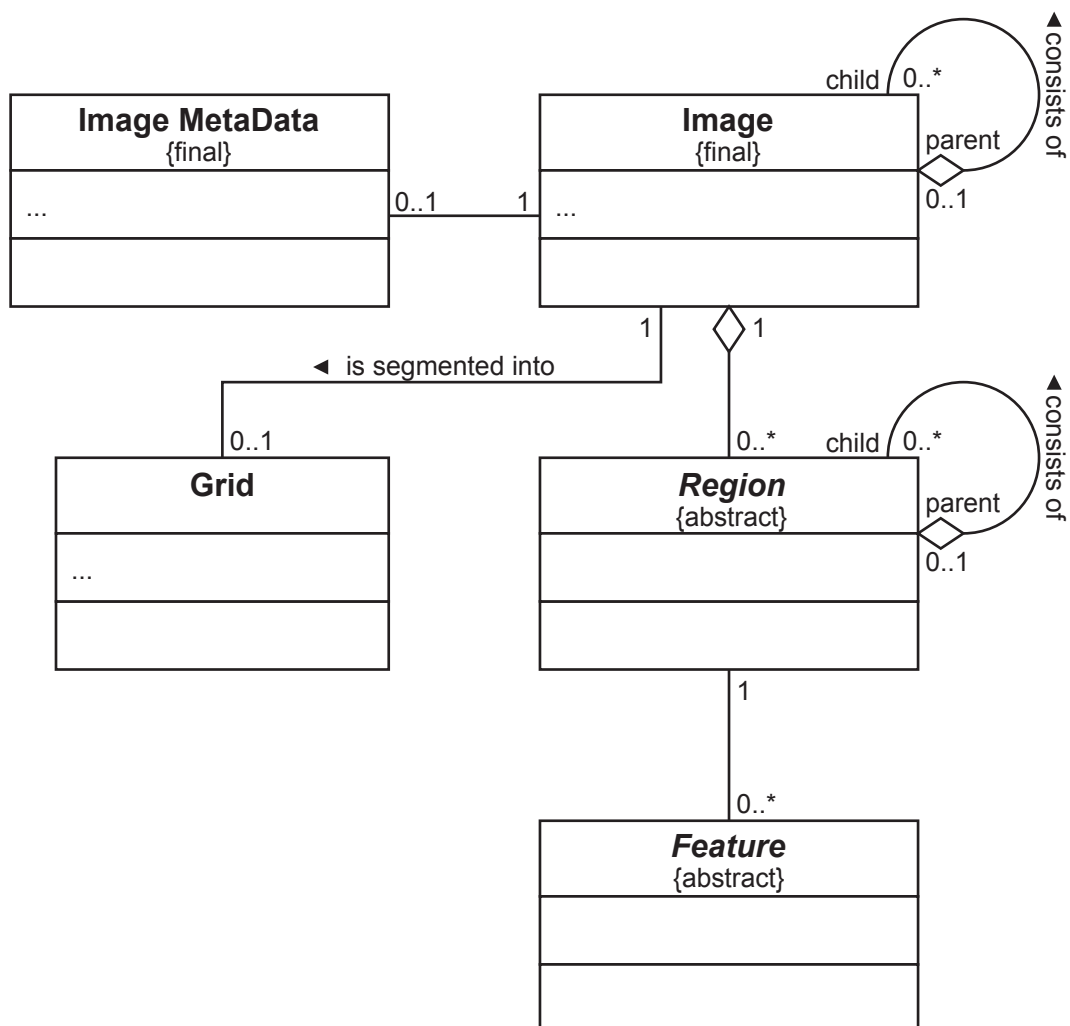 ◄ consists of
child 0..*
Image MetaData
{final}
Image
{final}
parent
0..1
...
0..1
1
...
1
1
◄ is segmented into
◄ consists of
0..1
0..*
child 0..*
Grid
Region
{abstract}
parent
0..1
...
1
0..*
Feature
{abstract}